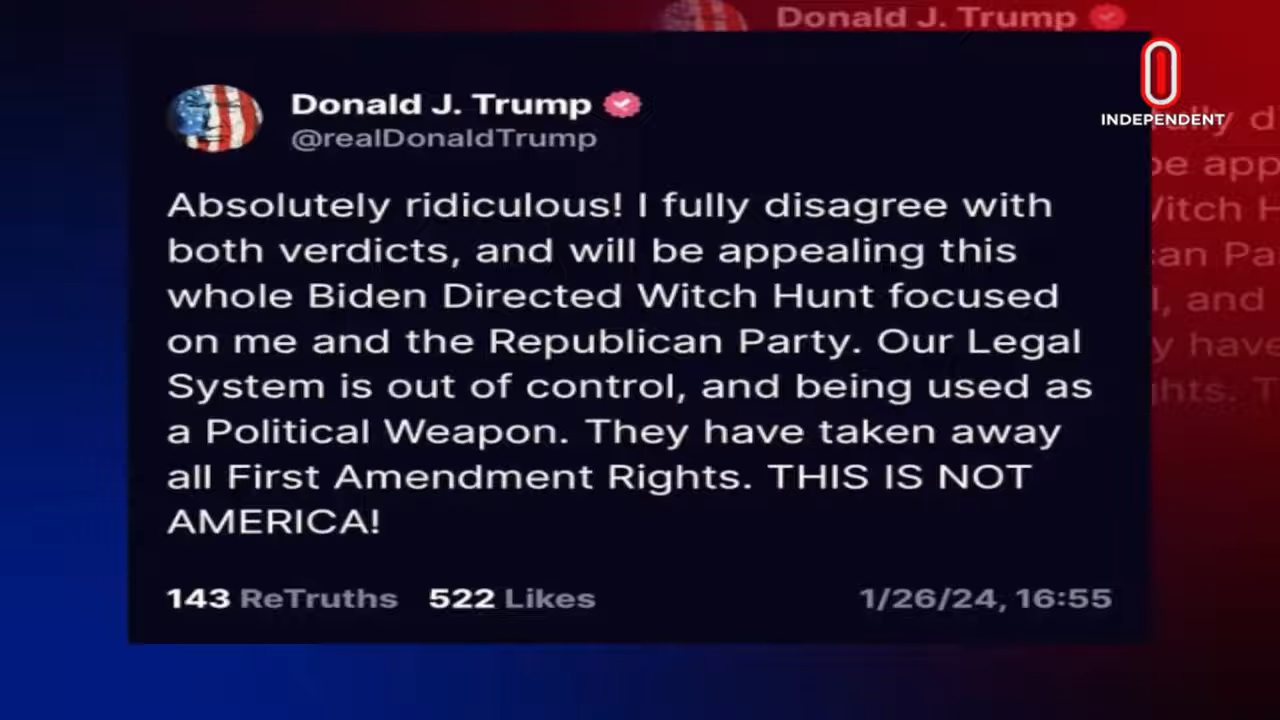 Donald J. Trump
INDEPENDENT
Donald J. Trump
@realDonaldTrump
Absolutely ridiculous! I fully disagree with
both verdicts, and will be appealing this
whole Biden Directed Witch Hunt focused
on me and the Republican Party. Our Legal
System is out of control, and being used as
a Political Weapon. They have taken away
all First Amendment Rights. THIS IS NOT
AMERICA!
143 ReTruths 522 Likes 1/26/24, 16:55